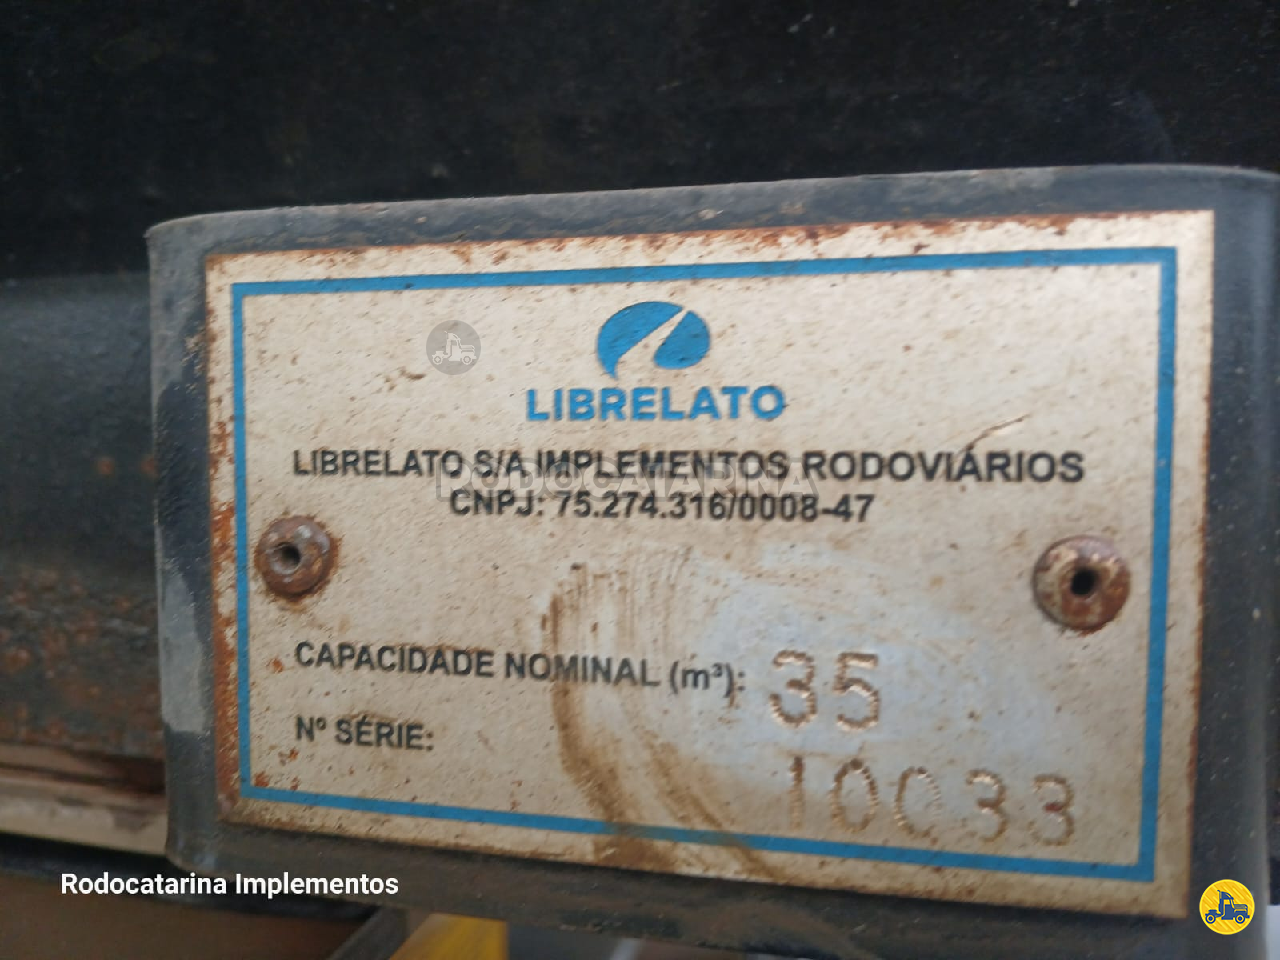 LIBRELATO
LIBRELATO S/A IMPLEMENTOS RODOVIÁRIOS
RODOCATARINA
CNPJ: 75.274.316/0008-47
CAPACIDADE NOMINAL (m³): 35
Nº SÉRIE: 10033
Rodocatarina Implementos